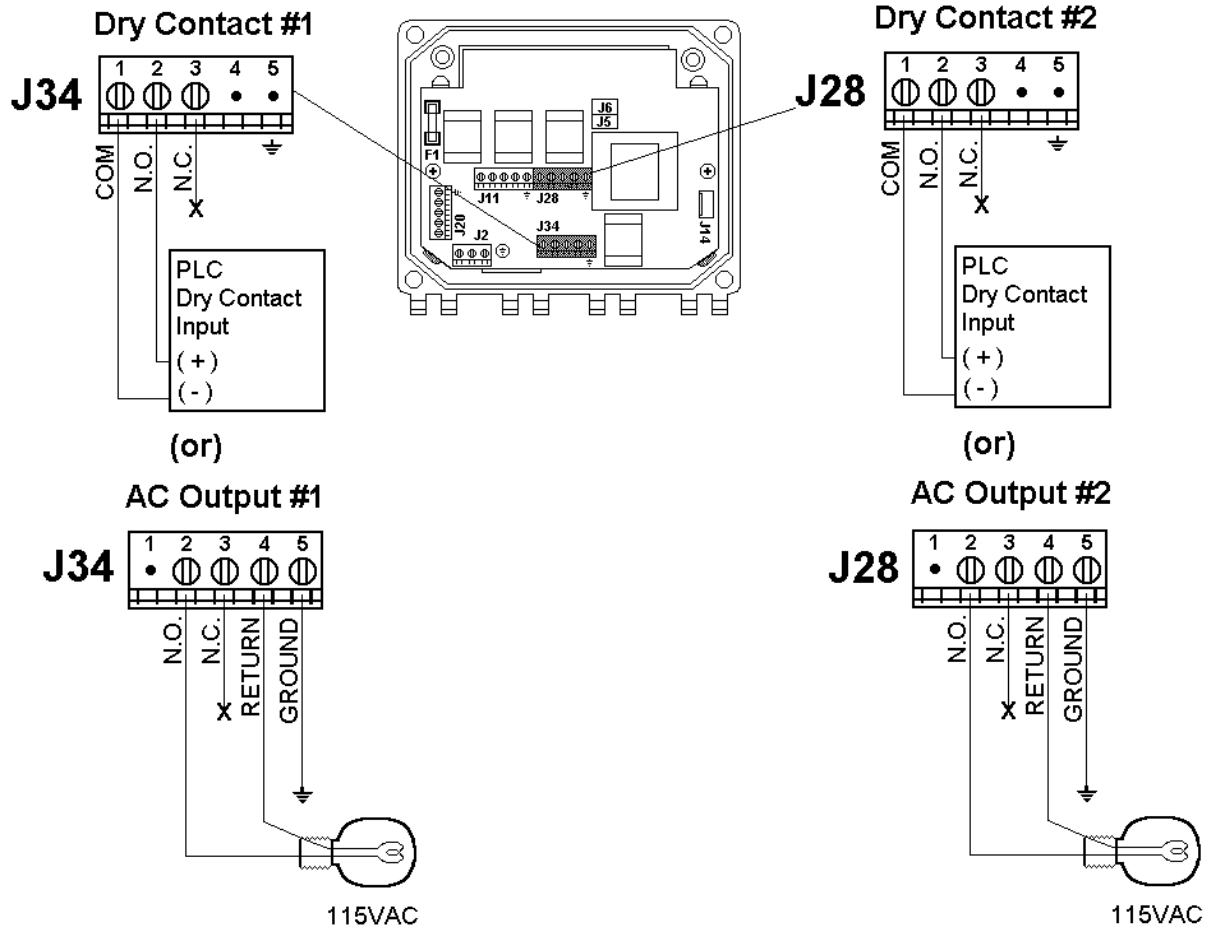 Dry Contact #1
J34
1 2 3 4 5
COM
N.O.
N.C.
X
PLC
Dry Contact
Input
(+)
(-)
(or)
AC Output #1
J34
1 2 3 4 5
N.O.
N.C.
X
RETURN
GROUND
115VAC
J6
J5
F1
J11
J28
J20
J2
J34
J14
Dry Contact #2
J28
1 2 3 4 5
COM
N.O.
N.C.
X
PLC
Dry Contact
Input
(+)
(-)
(or)
AC Output #2
J28
1 2 3 4 5
N.O.
N.C.
X
RETURN
GROUND
115VAC